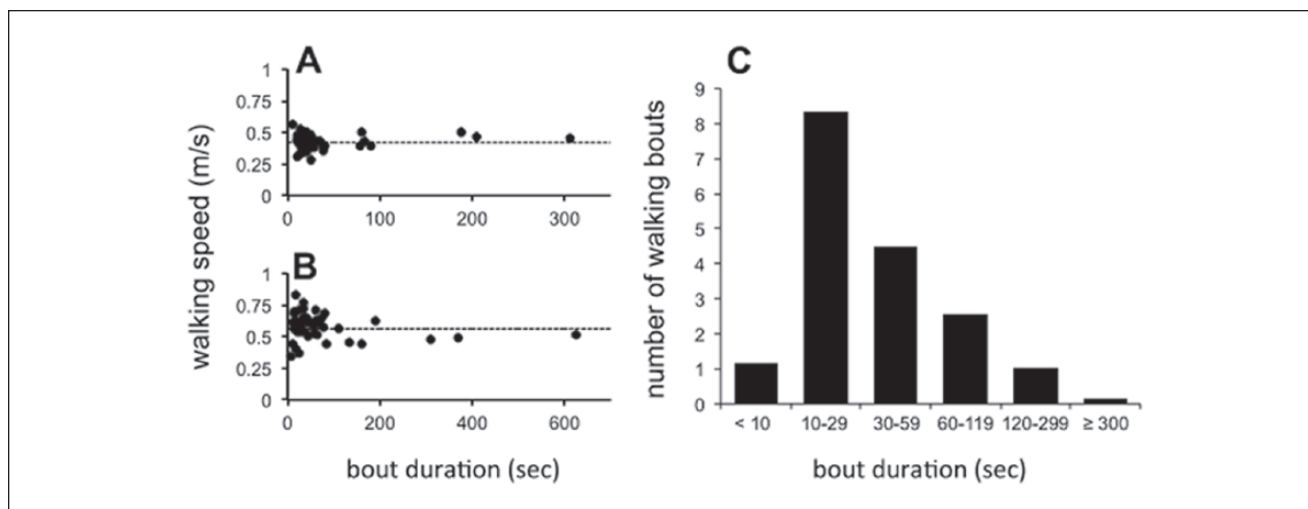 A
1
0.75
0.5
0.25
0
0 100 200 300
B
1
0.75
0.5
0.25
0
0 200 400 600
walking speed (m/s)
bout duration (sec)
C
9
8
7
6
5
4
3
2
1
0
< 10 10-29 30-59 60-119 120-299 ≥ 300
number of walking bouts
bout duration (sec)